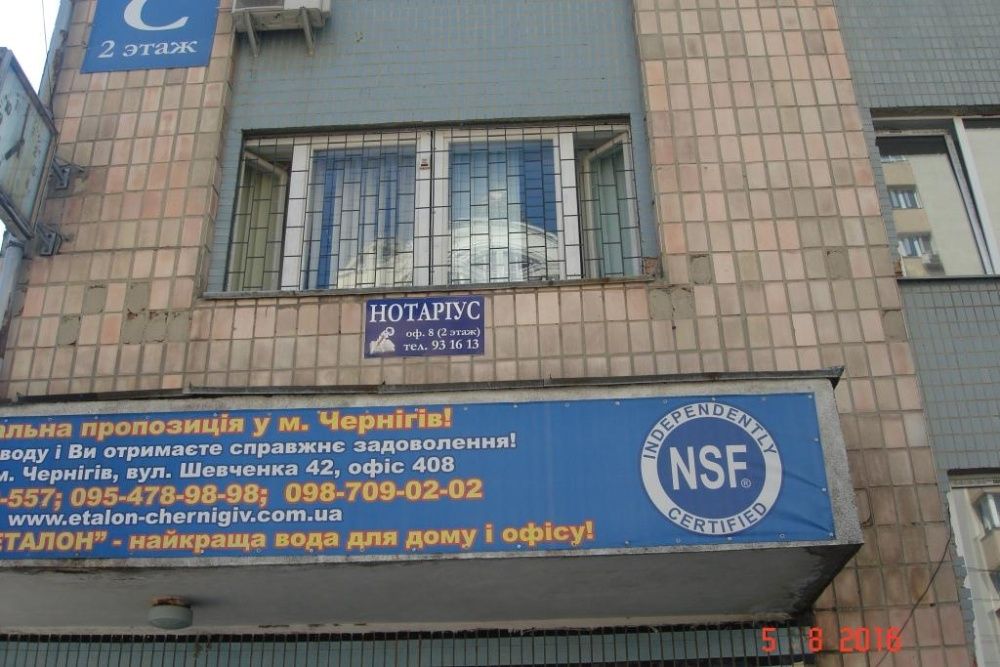 С
2 этаж
НОТАРІУС
оф. 8 (2 этаж)
тел. 93 16 13
альна пропозиція у м. Чернігів!
воду і Ви отримаєте справжнє задоволення!
м. Чернігів, вул. Шевченка 42, офіс 408
-557; 095-478-98-98; 098-709-02-02
www.etalon-chernigiv.com.ua
ЕТАЛОН" - найкраща вода для дому і офісу!
INDEPENDENTLY
NSF®
CERTIFIED
5 8 2016